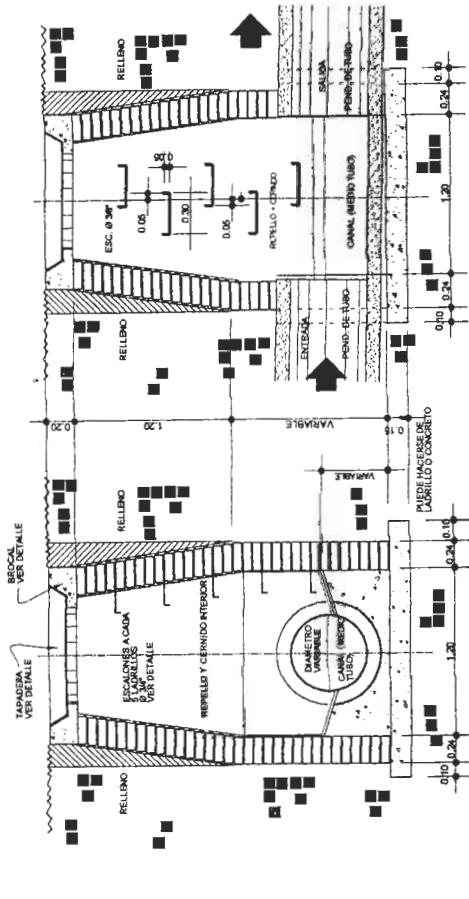 TAPADERA
VER DETALLE
BROCAL
VER DETALLE
RELLENO
RELLENO
ESCALONES A CADA
5 LADRILLOS
Ø 3/4"
VER DETALLE
REPELLO Y CERNIDO INTERIOR
DIAMETRO
VARIABLE
CANAL (MEDIO
TUBO)
0.10
0.24
1.20
0.24
0.10
0.20
1.20
VARIABLE
VARIABLE
0.15
PUEDE HACERSE DE
LADRILLO O CONCRETO
RELLENO
RELLENO
ESC. Ø 3/8"
0.05
0.05
0.30
0.05
REPELLO + CERNIDO
ENTRADA
PEND. DE TUBO
CANAL (MEDIO TUBO)
SALIDA
PEND. DE TUBO
0.10
0.24
1.20
0.24
0.10